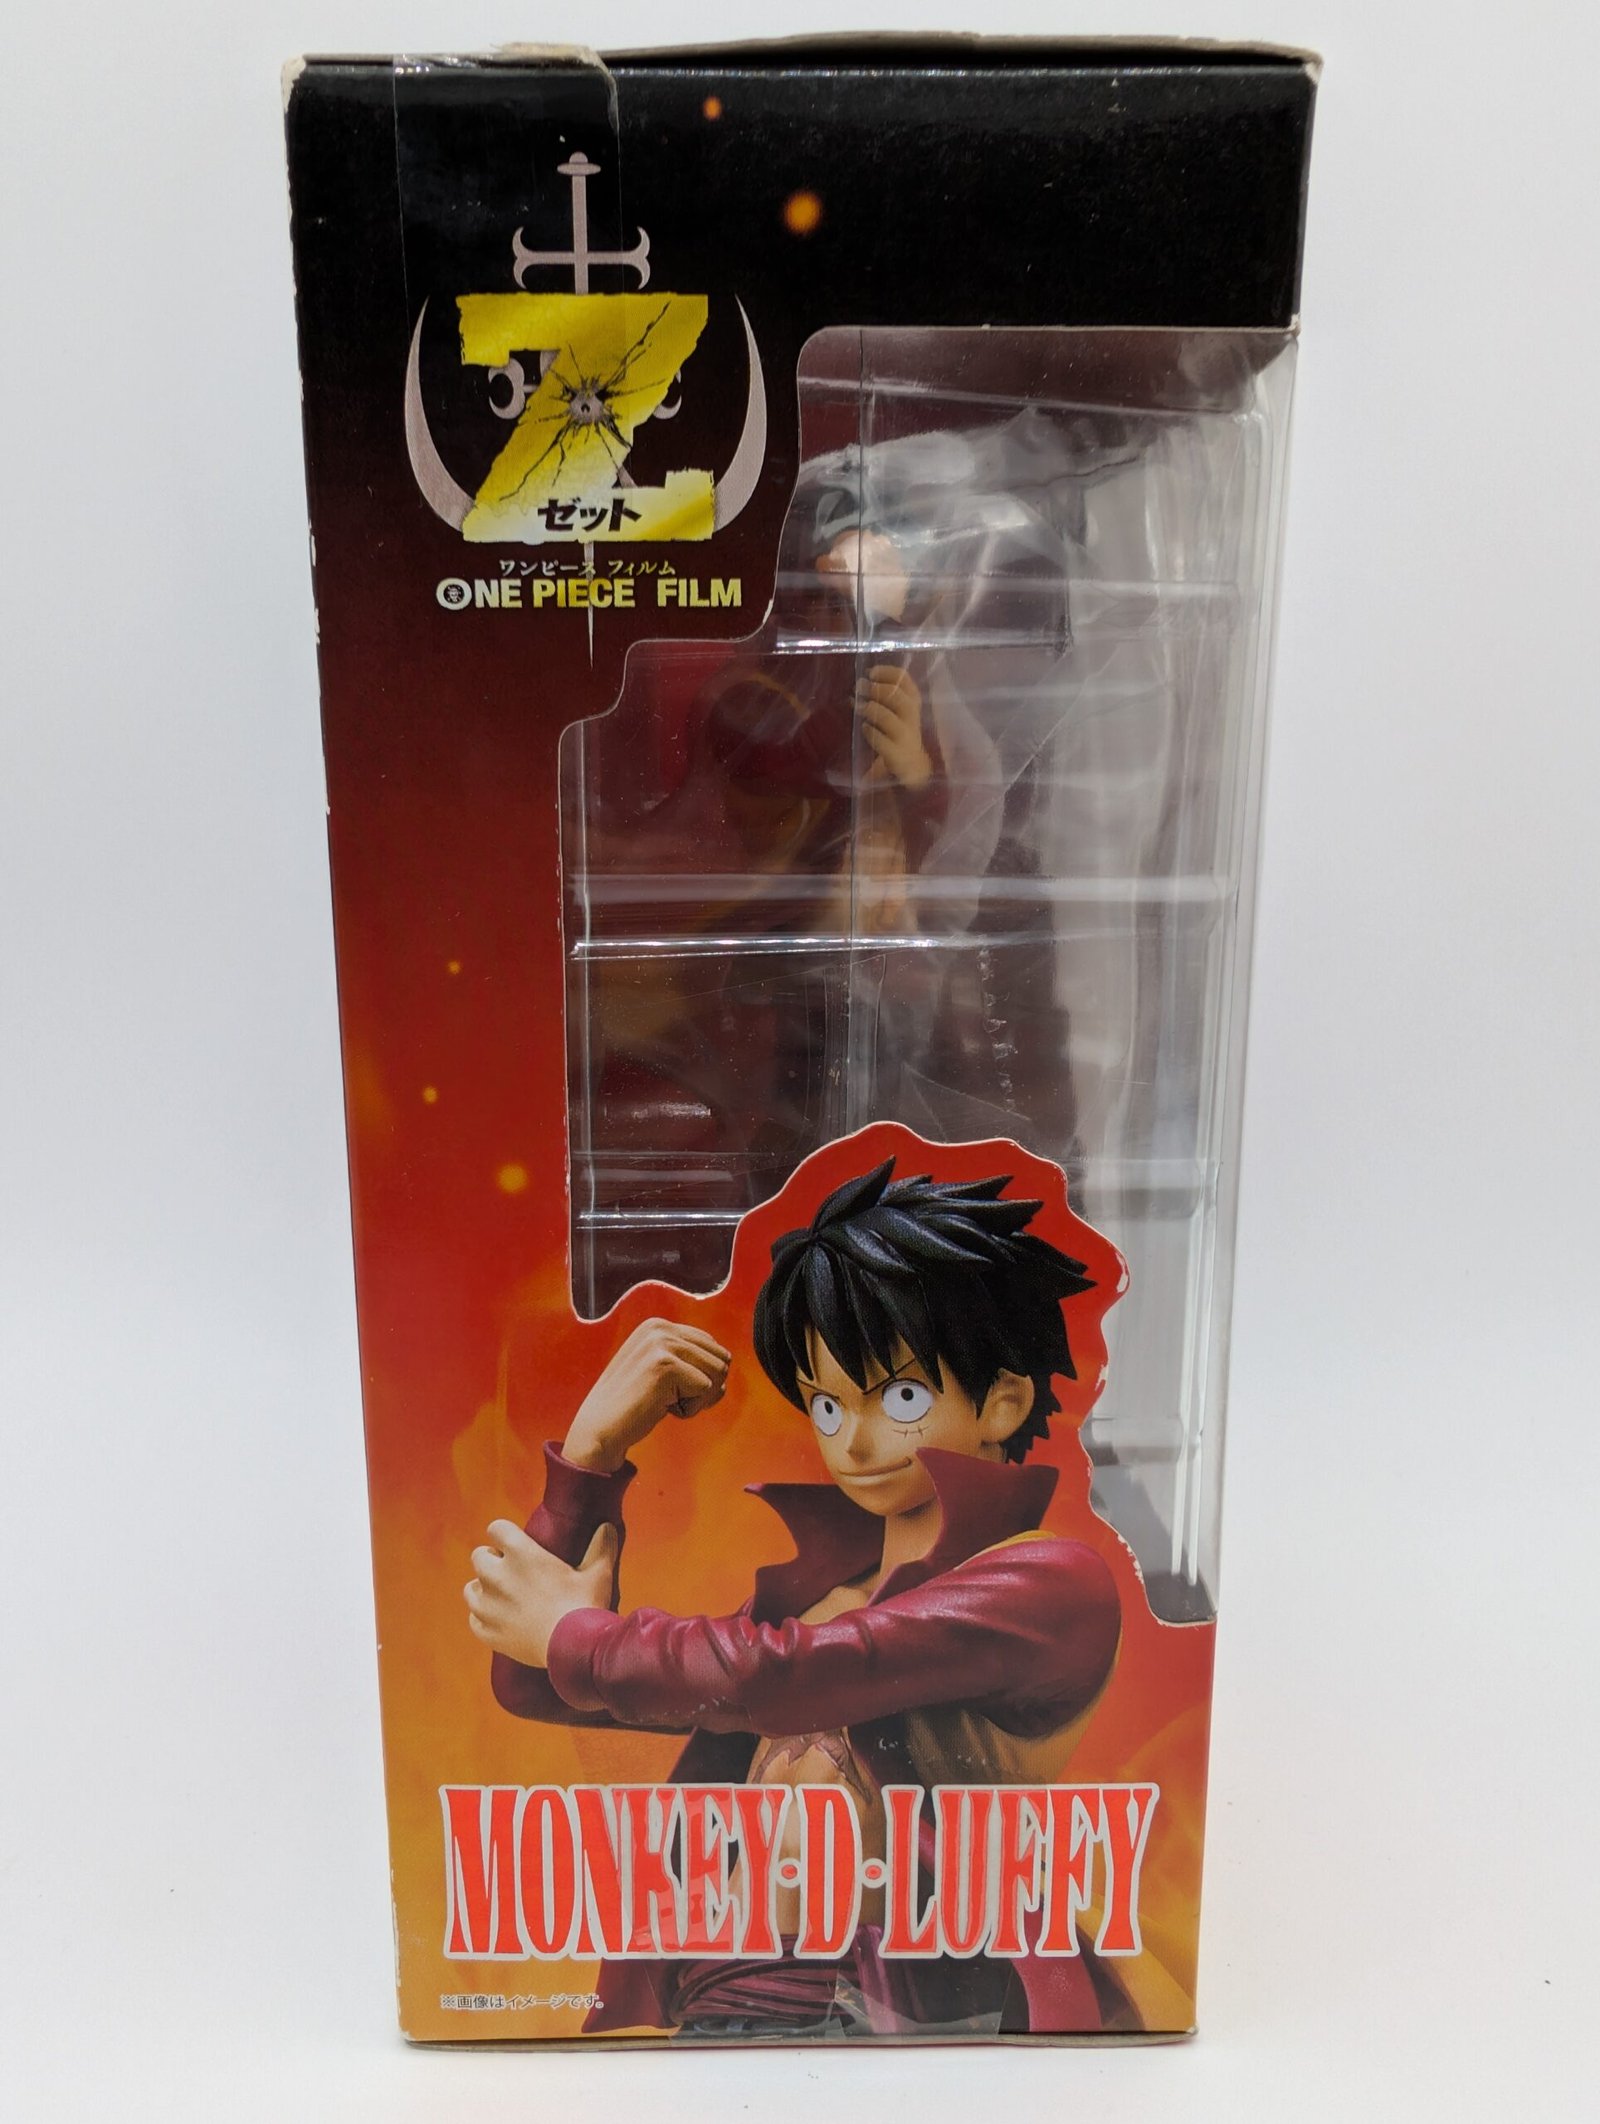 Z
ゼット
ワンピース フィルム
ONE PIECE FILM
MONKEY・D・LUFFY
※画像はイメージです。